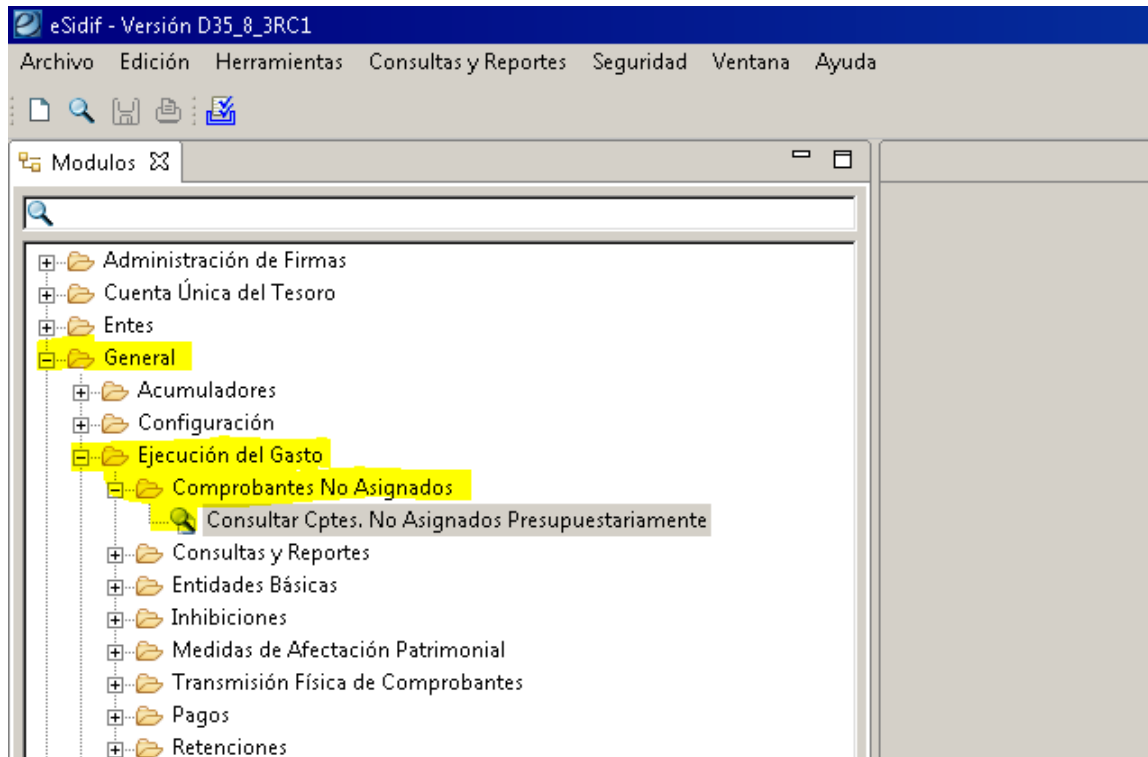 eSidif - Versión D35_8_3RC1
Archivo Edición Herramientas Consultas y Reportes Seguridad Ventana Ayuda
Modulos
Administración de Firmas
Cuenta Única del Tesoro
Entes
General
Acumuladores
Configuración
Ejecución del Gasto
Comprobantes No Asignados
Consultar Cptes. No Asignados Presupuestariamente
Consultas y Reportes
Entidades Básicas
Inhibiciones
Medidas de Afectación Patrimonial
Transmisión Física de Comprobantes
Pagos
Retenciones